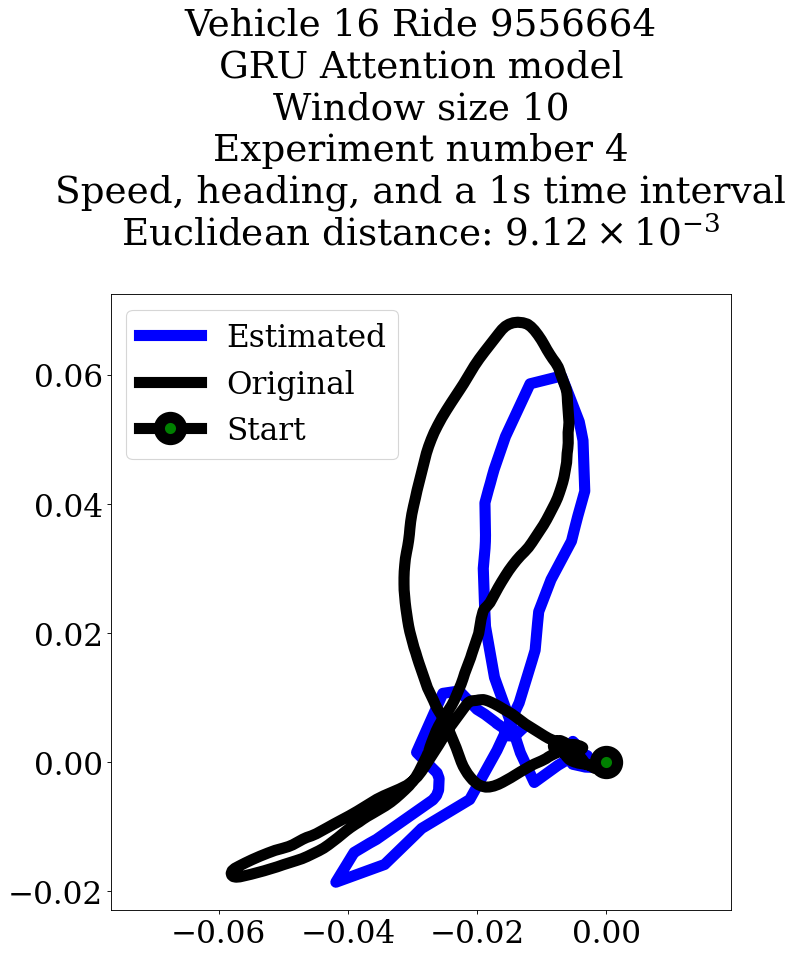 Vehicle 16 Ride 9556664
GRU Attention model
Window size 10
Experiment number 4
Speed, heading, and a 1s time interval
Euclidean distance: 9.12 × 10⁻³
Estimated
Original
Start
0.06
0.04
0.02
0.00
−0.02
−0.06 −0.04 −0.02 0.00